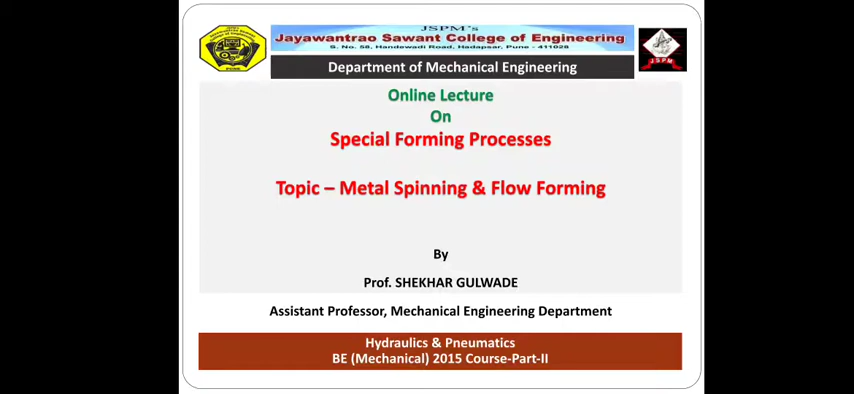 JSPM's
Jayawantrao Sawant College of Engineering
S. No. 58, Handewadi Road, Hadapsar, Pune - 411028
Department of Mechanical Engineering
Online Lecture
On
Special Forming Processes
Topic – Metal Spinning & Flow Forming
By
Prof. SHEKHAR GULWADE
Assistant Professor, Mechanical Engineering Department
Hydraulics & Pneumatics
BE (Mechanical) 2015 Course-Part-II
JSPM